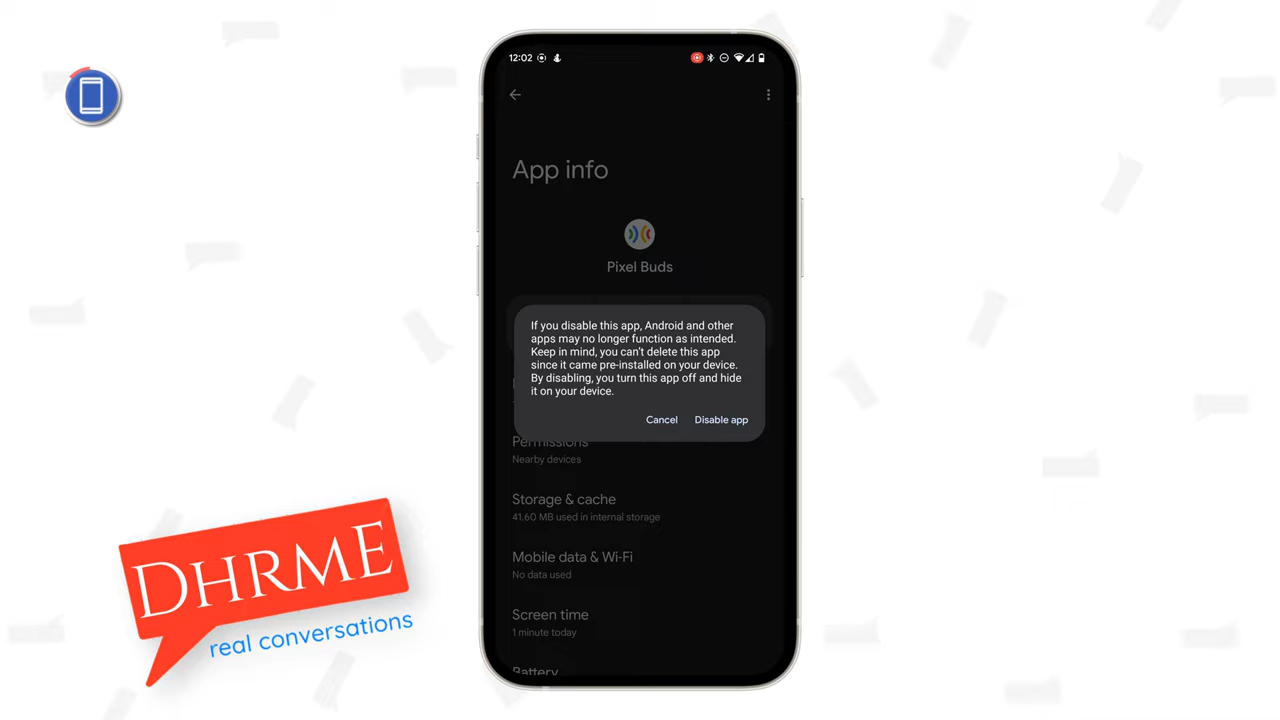 12:02
App info
Pixel Buds
If you disable this app, Android and other
apps may no longer function as intended.
Keep in mind, you can't delete this app
since it came pre-installed on your device.
By disabling, you turn this app off and hide
it on your device.
Cancel Disable app
Permissions
Nearby devices
Storage & cache
41.60 MB used in internal storage
Mobile data & Wi-Fi
No data used
Screen time
1 minute today
Battery
DHRME
real conversations